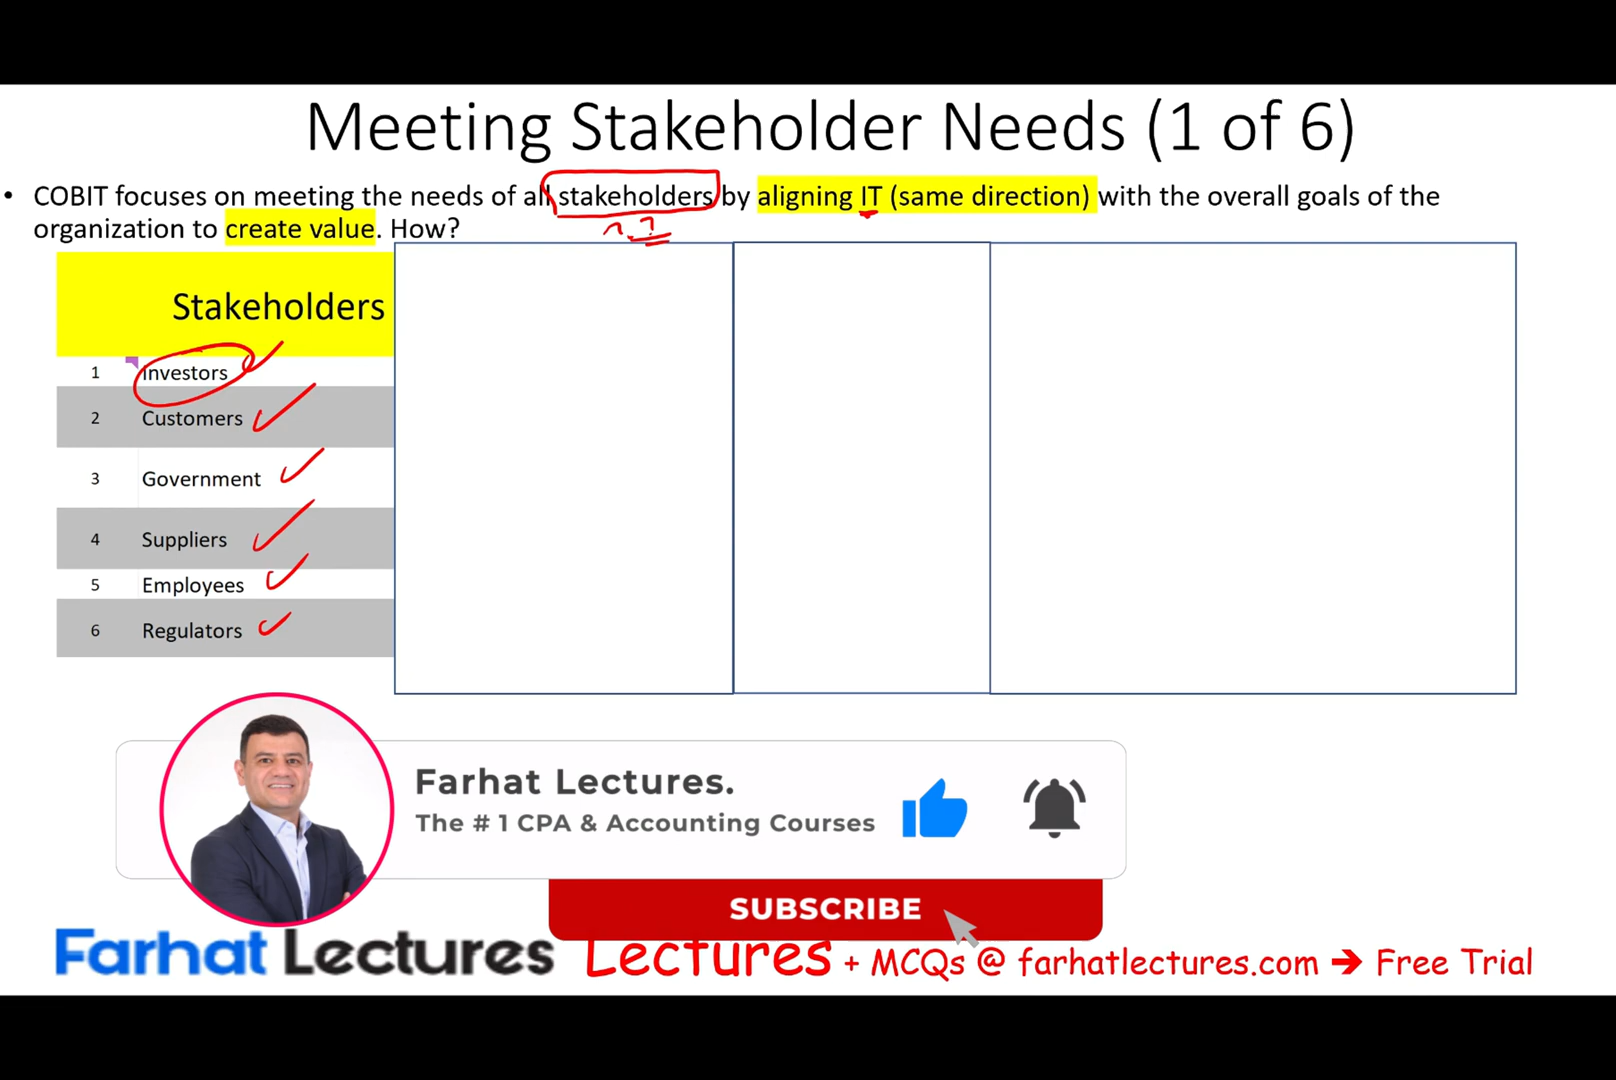 Meeting Stakeholder Needs (1 of 6)
• COBIT focuses on meeting the needs of all stakeholders by aligning IT (same direction) with the overall goals of the
organization to create value. How?
Stakeholders
1 Investors
2 Customers
3 Government
4 Suppliers
5 Employees
6 Regulators
Farhat Lectures.
The # 1 CPA & Accounting Courses
SUBSCRIBE
Farhat Lectures Lectures + MCQs @ farhatlectures.com → Free Trial